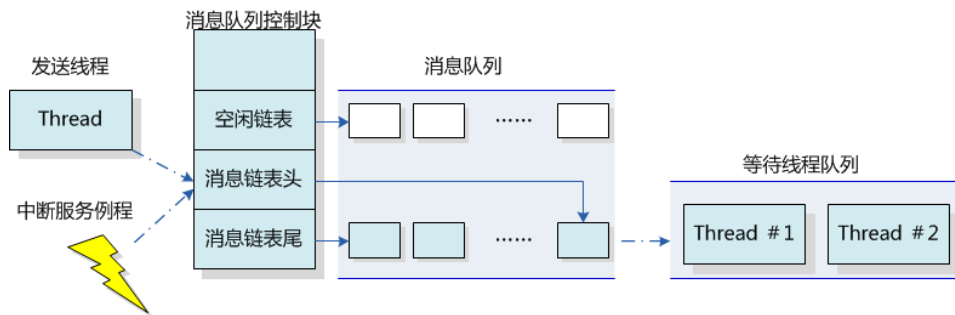 消息队列控制块
发送线程
消息队列
Thread
空闲链表
……
消息链表头
等待线程队列
中断服务例程
消息链表尾
……
Thread #1
Thread #2